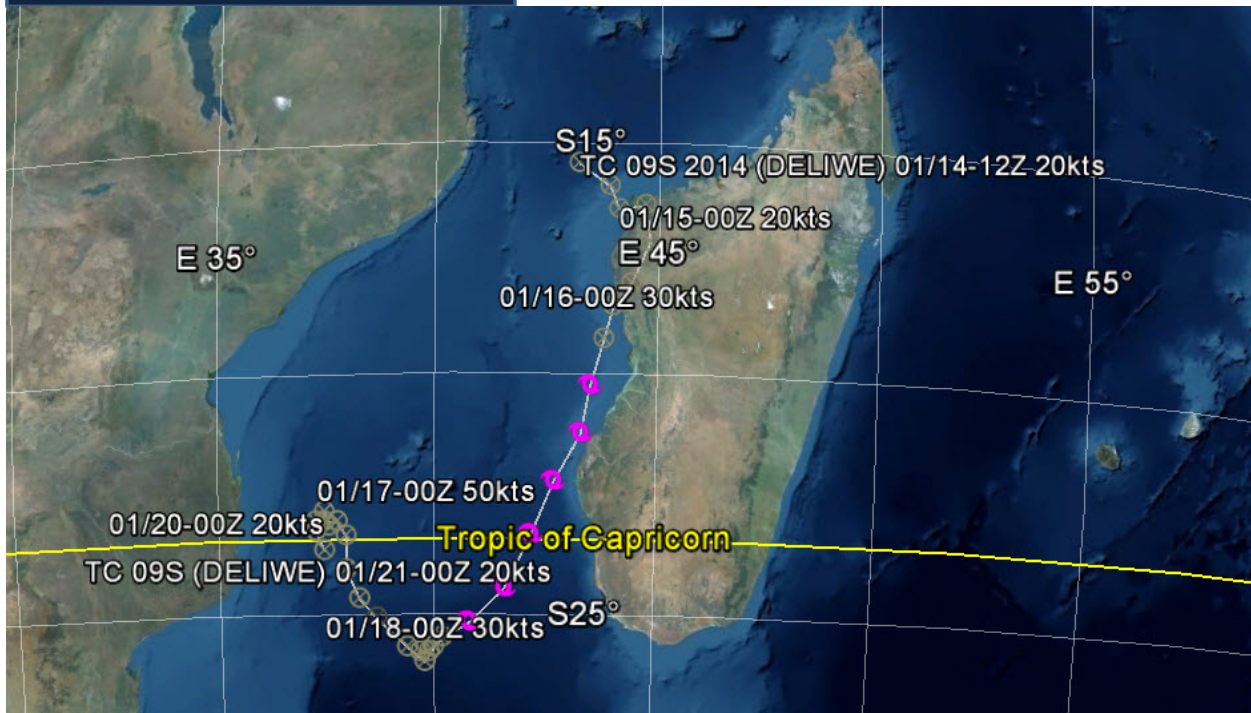 S15°
TC 09S 2014 (DELIWE) 01/14-12Z 20kts
01/15-00Z 20kts
E 35°
E 45°
E 55°
01/16-00Z 30kts
01/17-00Z 50kts
01/20-00Z 20kts
Tropic of Capricorn
TC 09S (DELIWE) 01/21-00Z 20kts
S25°
01/18-00Z 30kts